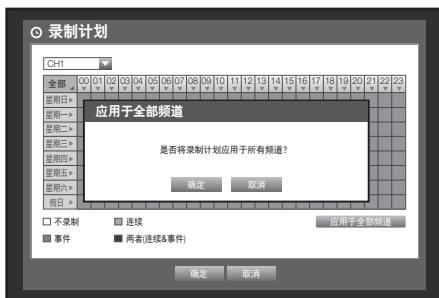 录制计划
CH1
全部 00 01 02 03 04 05 06 07 08 09 10 11 12 13 14 15 16 17 18 19 20 21 22 23
星期日
星期一
星期二
星期三
星期四
星期五
星期六
假日
应用于全部频道
是否将录制计划应用于所有频道?
确定 取消
不录制 连续 应用于全部频道
事件 两者(连续&事件)
确定 取消